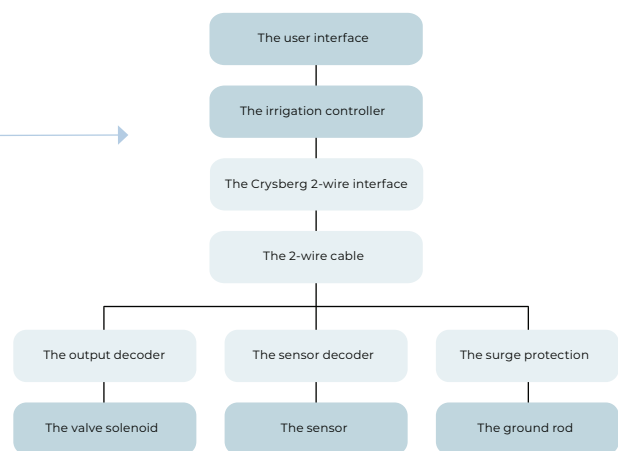 The user interface
The irrigation controller
The Crysberg 2-wire interface
The 2-wire cable
The output decoder
The sensor decoder
The surge protection
The valve solenoid
The sensor
The ground rod